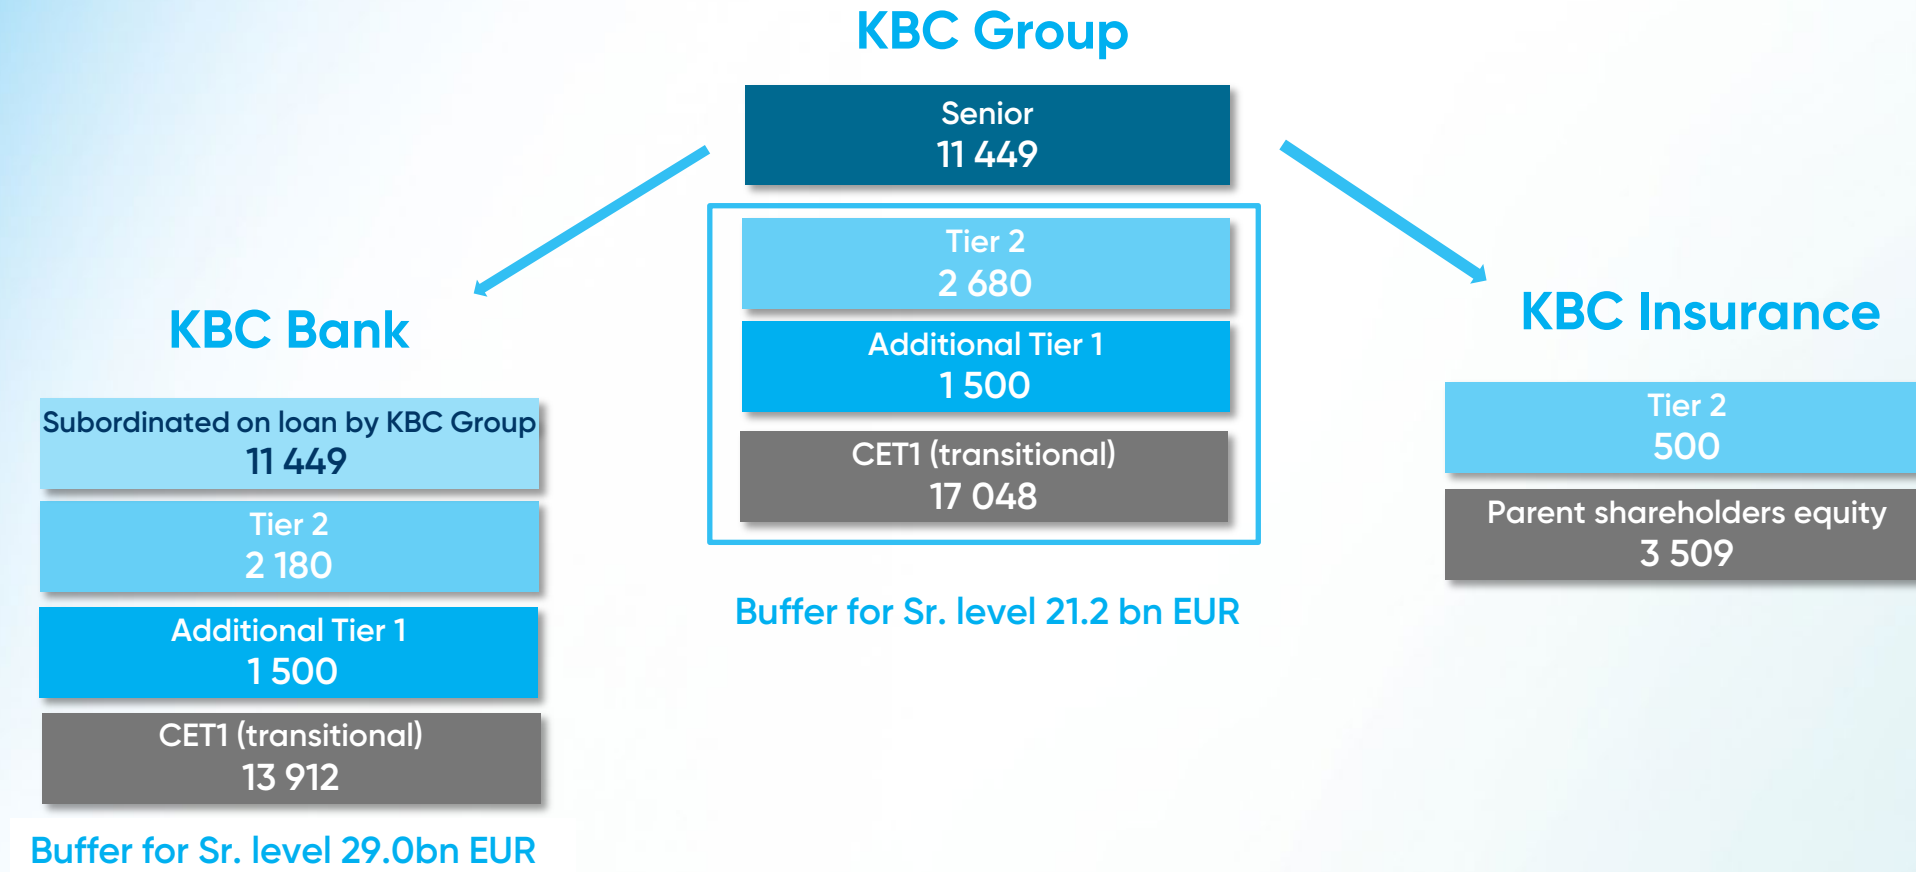 KBC Group
Senior
11 449
Tier 2
2 680
Additional Tier 1
1 500
CET1 (transitional)
17 048
Buffer for Sr. level 21.2 bn EUR
KBC Bank
Subordinated on loan by KBC Group
11 449
Tier 2
2 180
Additional Tier 1
1 500
CET1 (transitional)
13 912
Buffer for Sr. level 29.0bn EUR
KBC Insurance
Tier 2
500
Parent shareholders equity
3 509